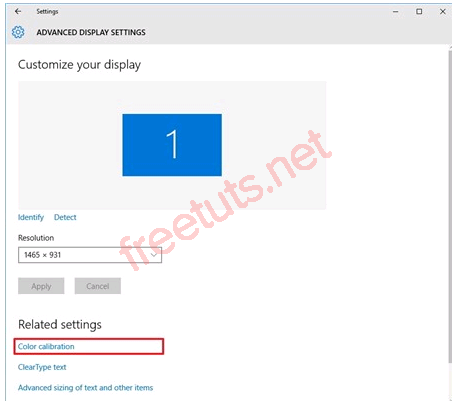 Settings
ADVANCED DISPLAY SETTINGS
Customize your display
1
freetuts.net
Identify Detect
Resolution
1465 × 931
Apply Cancel
Related settings
Color calibration
ClearType text
Advanced sizing of text and other items